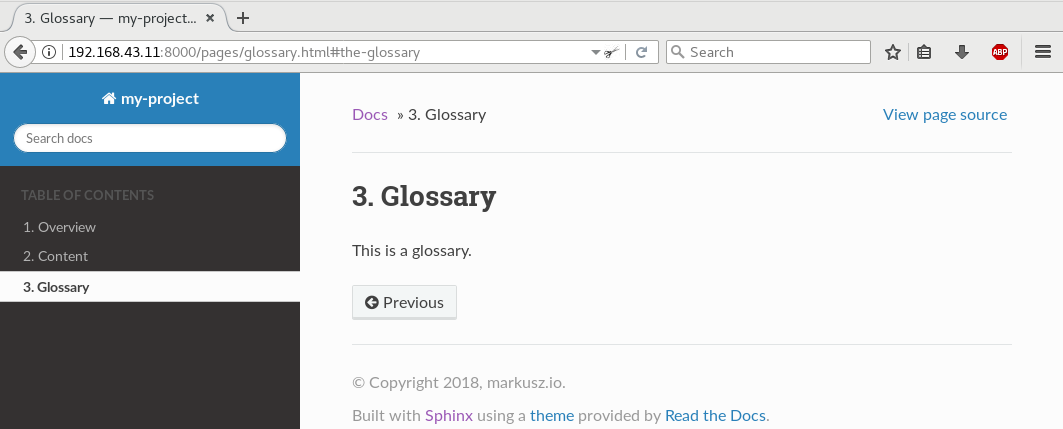 3. Glossary — my-project...
192.168.43.11:8000/pages/glossary.html#the-glossary
Search
ABP
my-project
Search docs
TABLE OF CONTENTS
1. Overview
2. Content
3. Glossary
Docs » 3. Glossary
View page source
3. Glossary
This is a glossary.
Previous
© Copyright 2018, markusz.io.
Built with Sphinx using a theme provided by Read the Docs.